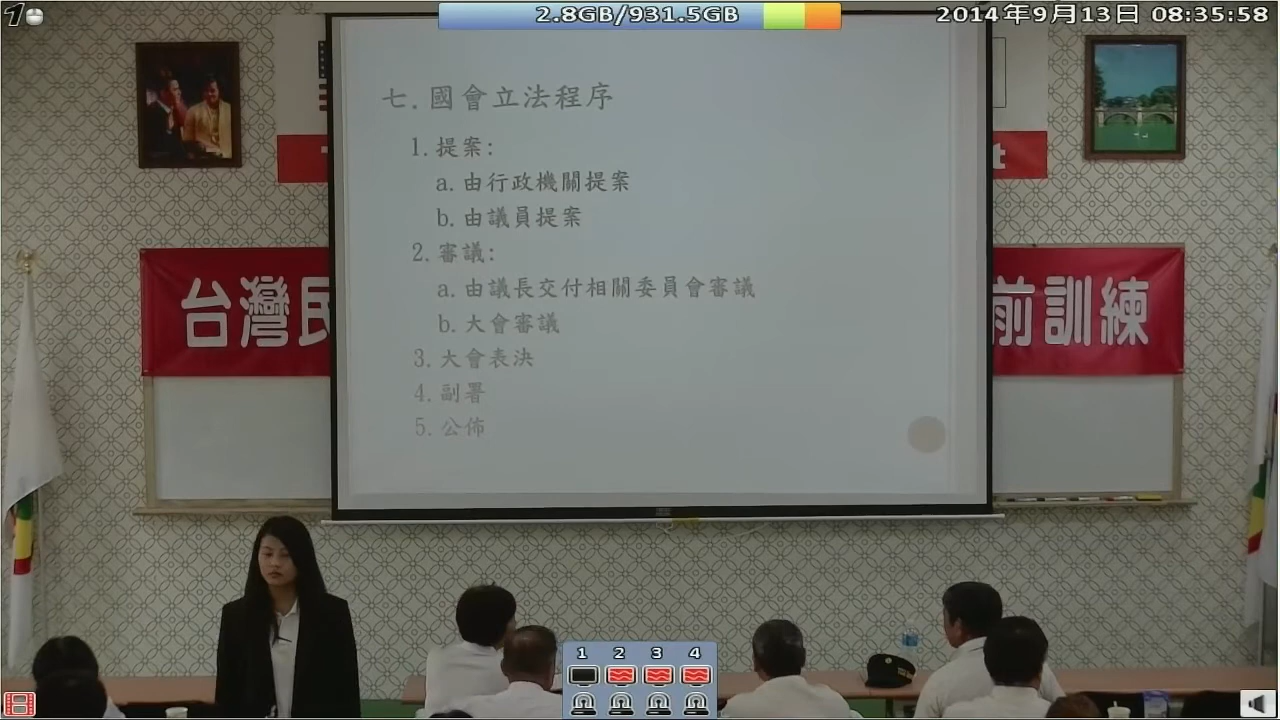 1
2.8GB/931.5GB
2014年9月13日 08:35:58
七.國會立法程序
1.提案:
a.由行政機關提案
b.由議員提案
2.審議:
a.由議長交付相關委員會審議
b.大會審議
3.大會表決
4.副署
5.公佈
t
台灣民
前訓練
1 2 3 4